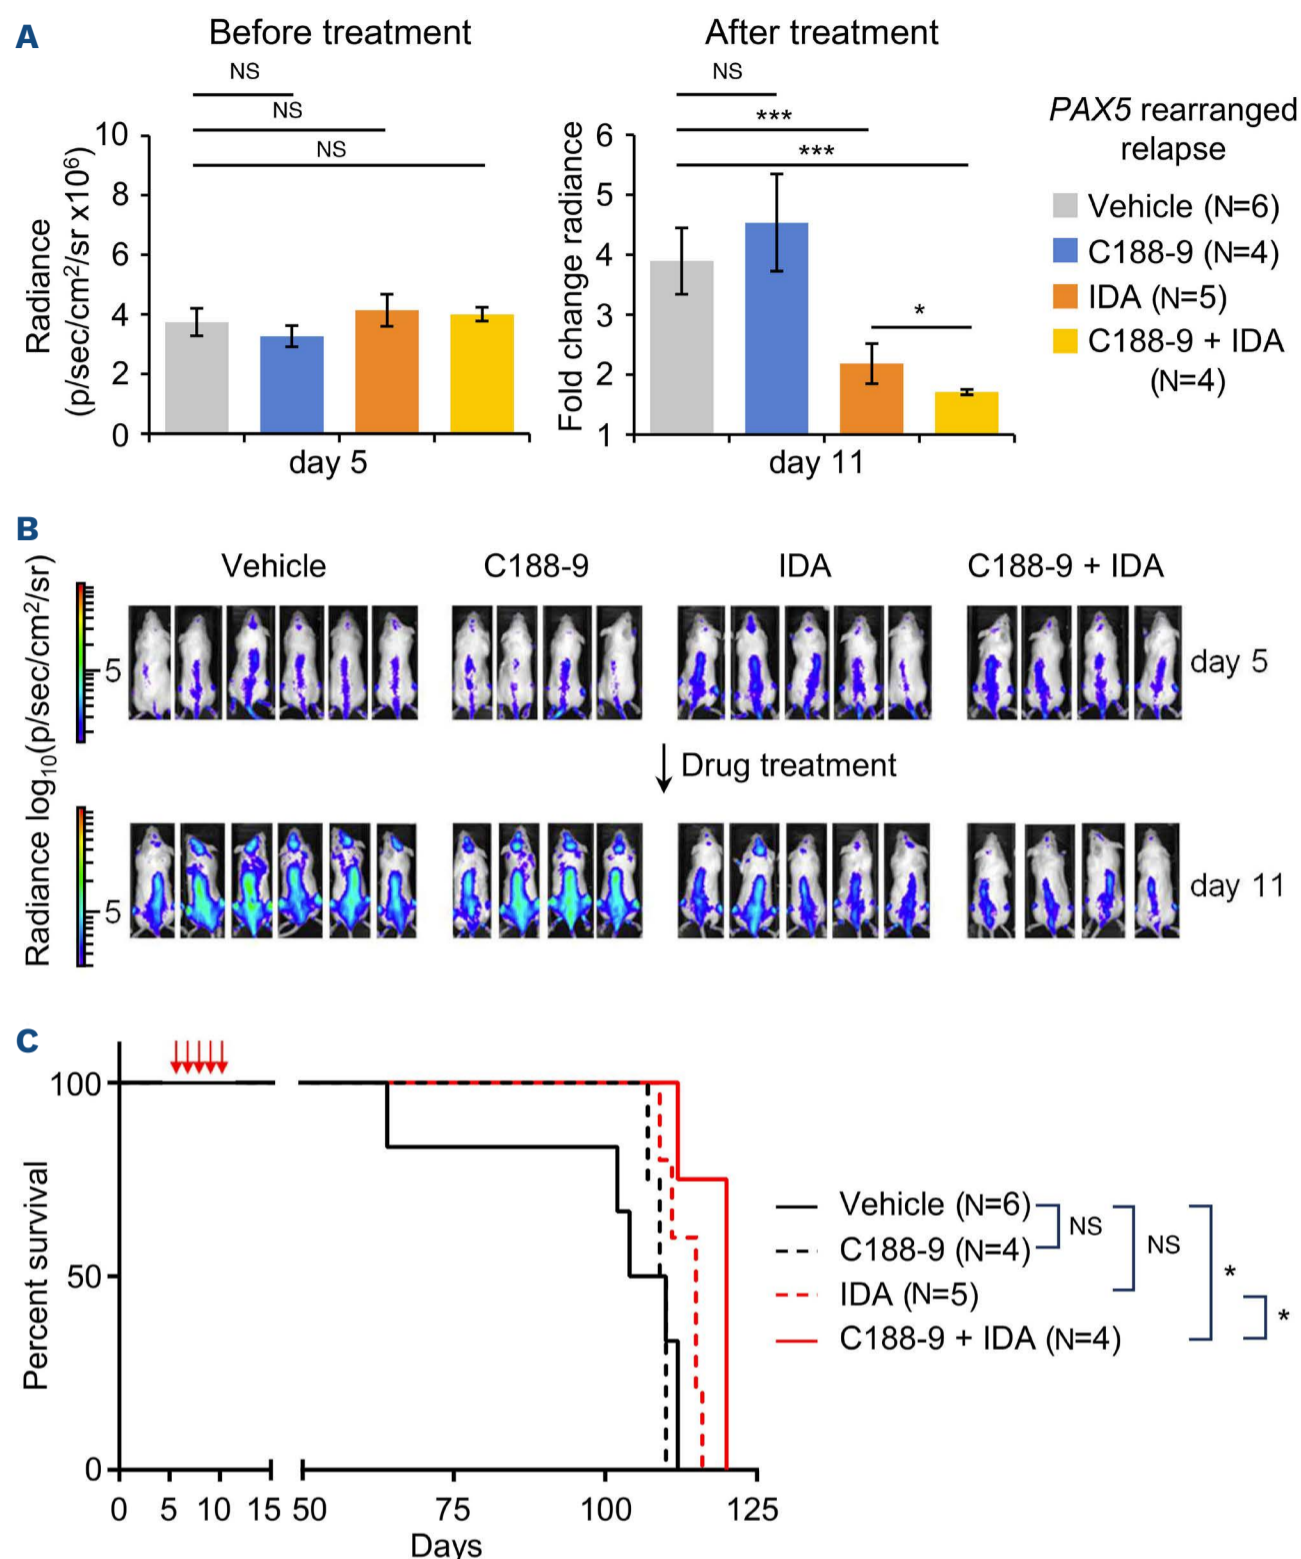 A
Before treatment
After treatment
NS
NS
NS
NS
***
***
*
Radiance
(p/sec/cm²/sr x10⁶)
10
8
6
4
2
0
day 5
Fold change radiance
6
5
4
3
2
1
day 11
PAX5 rearranged
relapse
Vehicle (N=6)
C188-9 (N=4)
IDA (N=5)
C188-9 + IDA
(N=4)
B
Vehicle
C188-9
IDA
C188-9 + IDA
Radiance log₁₀(p/sec/cm²/sr)
5
day 5
Drug treatment
5
day 11
C
Percent survival
100
50
0
0 5 10 15 50 75 100 125
Days
Vehicle (N=6)
C188-9 (N=4)
IDA (N=5)
C188-9 + IDA (N=4)
NS
NS
*
*